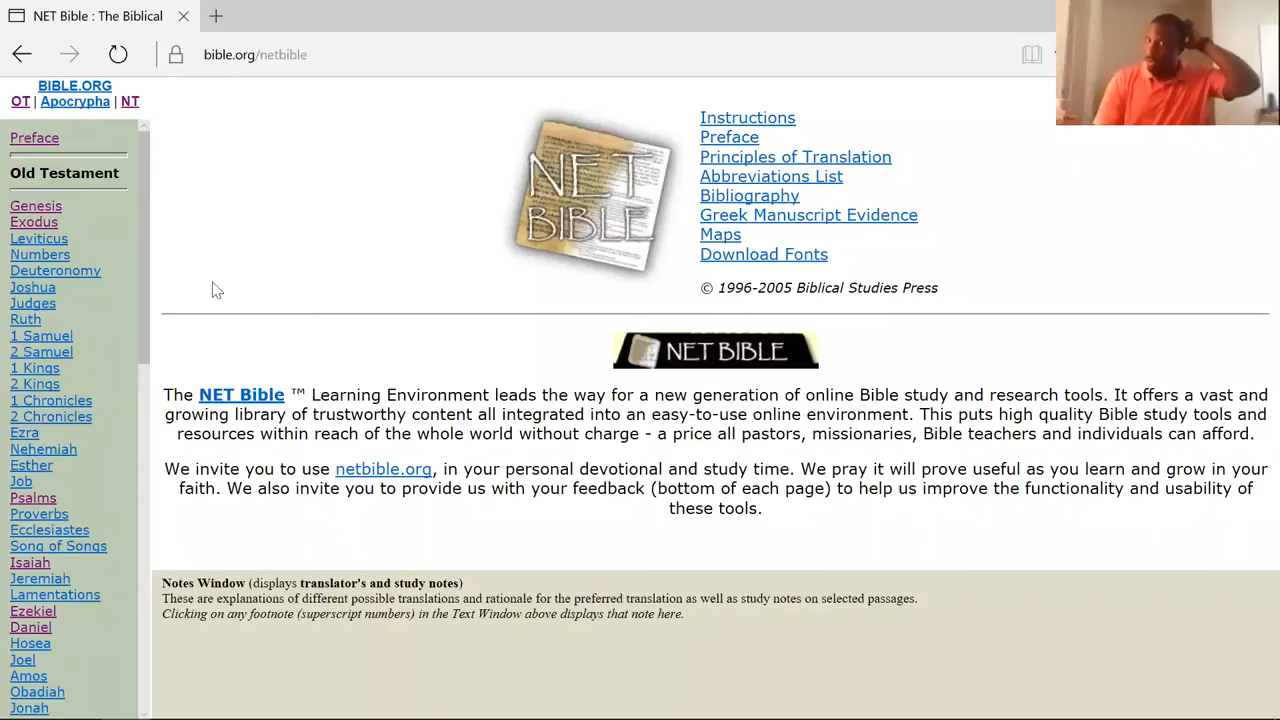 NET Bible : The Biblical
bible.org/netbible
BIBLE.ORG
OT | Apocrypha | NT
Preface
Old Testament
Genesis
Exodus
Leviticus
Numbers
Deuteronomy
Joshua
Judges
Ruth
1 Samuel
2 Samuel
1 Kings
2 Kings
1 Chronicles
2 Chronicles
Ezra
Nehemiah
Esther
Job
Psalms
Proverbs
Ecclesiastes
Song of Songs
Isaiah
Jeremiah
Lamentations
Ezekiel
Daniel
Hosea
Joel
Amos
Obadiah
Jonah
NET
BIBLE
Instructions
Preface
Principles of Translation
Abbreviations List
Bibliography
Greek Manuscript Evidence
Maps
Download Fonts
© 1996-2005 Biblical Studies Press
NET BIBLE
The NET Bible ™ Learning Environment leads the way for a new generation of online Bible study and research tools. It offers a vast and
growing library of trustworthy content all integrated into an easy-to-use online environment. This puts high quality Bible study tools and
resources within reach of the whole world without charge - a price all pastors, missionaries, Bible teachers and individuals can afford.
We invite you to use netbible.org, in your personal devotional and study time. We pray it will prove useful as you learn and grow in your
faith. We also invite you to provide us with your feedback (bottom of each page) to help us improve the functionality and usability of
these tools.
Notes Window (displays translator's and study notes)
These are explanations of different possible translations and rationale for the preferred translation as well as study notes on selected passages.
Clicking on any footnote (superscript numbers) in the Text Window above displays that note here.